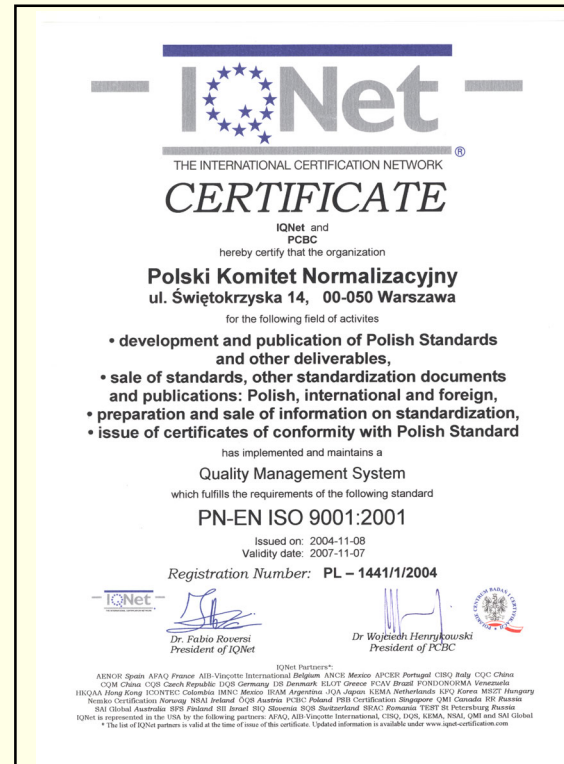 IQNet
®
THE INTERNATIONAL CERTIFICATION NETWORK
CERTIFICATE
IQNet and
PCBC
hereby certify that the organization
Polski Komitet Normalizacyjny
ul. Świętokrzyska 14, 00-050 Warszawa
for the following field of activites
• development and publication of Polish Standards
and other deliverables,
• sale of standards, other standardization documents
and publications: Polish, international and foreign,
• preparation and sale of information on standardization,
• issue of certificates of conformity with Polish Standard
has implemented and maintains a
Quality Management System
which fulfills the requirements of the following standard
PN-EN ISO 9001:2001
Issued on: 2004-11-08
Validity date: 2007-11-07
Registration Number: PL – 1441/1/2004
IQNet
Dr. Fabio Roversi
President of IQNet
Dr Wojciech Henrykowski
President of PCBC
IQNet Partners*:
AENOR Spain AFAQ France AIB-Vinçotte International Belgium ANCE Mexico APCER Portugal CISQ Italy CQC China
CQM China CQS Czech Republic DQS Germany DS Denmark ELOT Greece FCAV Brazil FONDONORMA Venezuela
HKQAA Hong Kong ICONTEC Colombia IMNC Mexico IRAM Argentina JQA Japan KEMA Netherlands KFQ Korea MSZT Hungary
Nemko Certification Norway NSAI Ireland ÖQS Austria PCBC Poland PSB Certification Singapore QMI Canada RR Russia
SAI Global Australia SFS Finland SII Israel SIQ Slovenia SQS Switzerland SRAC Romania TEST St Petersburg Russia
IQNet is represented in the USA by the following partners: AFAQ, AIB-Vinçotte International, CISQ, DQS, KEMA, NSAI, QMI and SAI Global
* The list of IQNet partners is valid at the time of issue of this certificate. Updated information is available under www.iqnet-certification.com